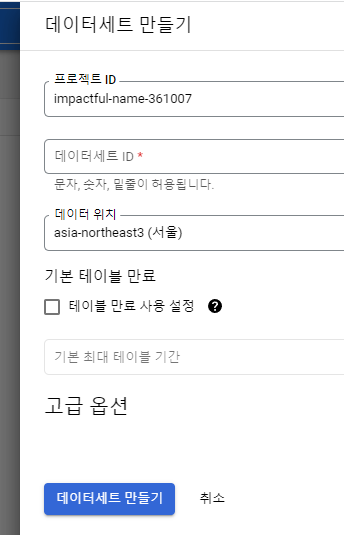 데이터세트 만들기
프로젝트 ID
impactful-name-361007
데이터세트 ID *
문자, 숫자, 밑줄이 허용됩니다.
데이터 위치
asia-northeast3 (서울)
기본 테이블 만료
테이블 만료 사용 설정 ?
기본 최대 테이블 기간
고급 옵션
데이터세트 만들기 취소